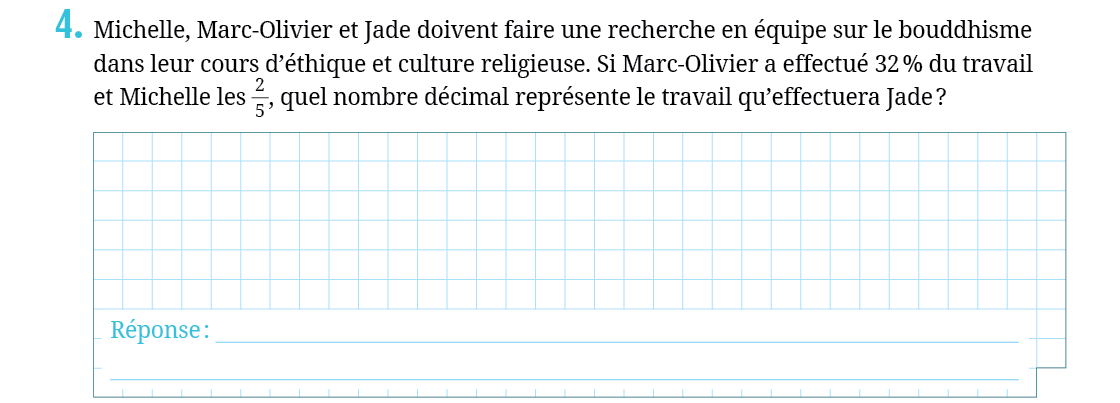 4. Michelle, Marc-Olivier et Jade doivent faire une recherche en équipe sur le bouddhisme
dans leur cours d’éthique et culture religieuse. Si Marc-Olivier a effectué 32 % du travail
et Michelle les 2/5, quel nombre décimal représente le travail qu’effectuera Jade ?
Réponse :